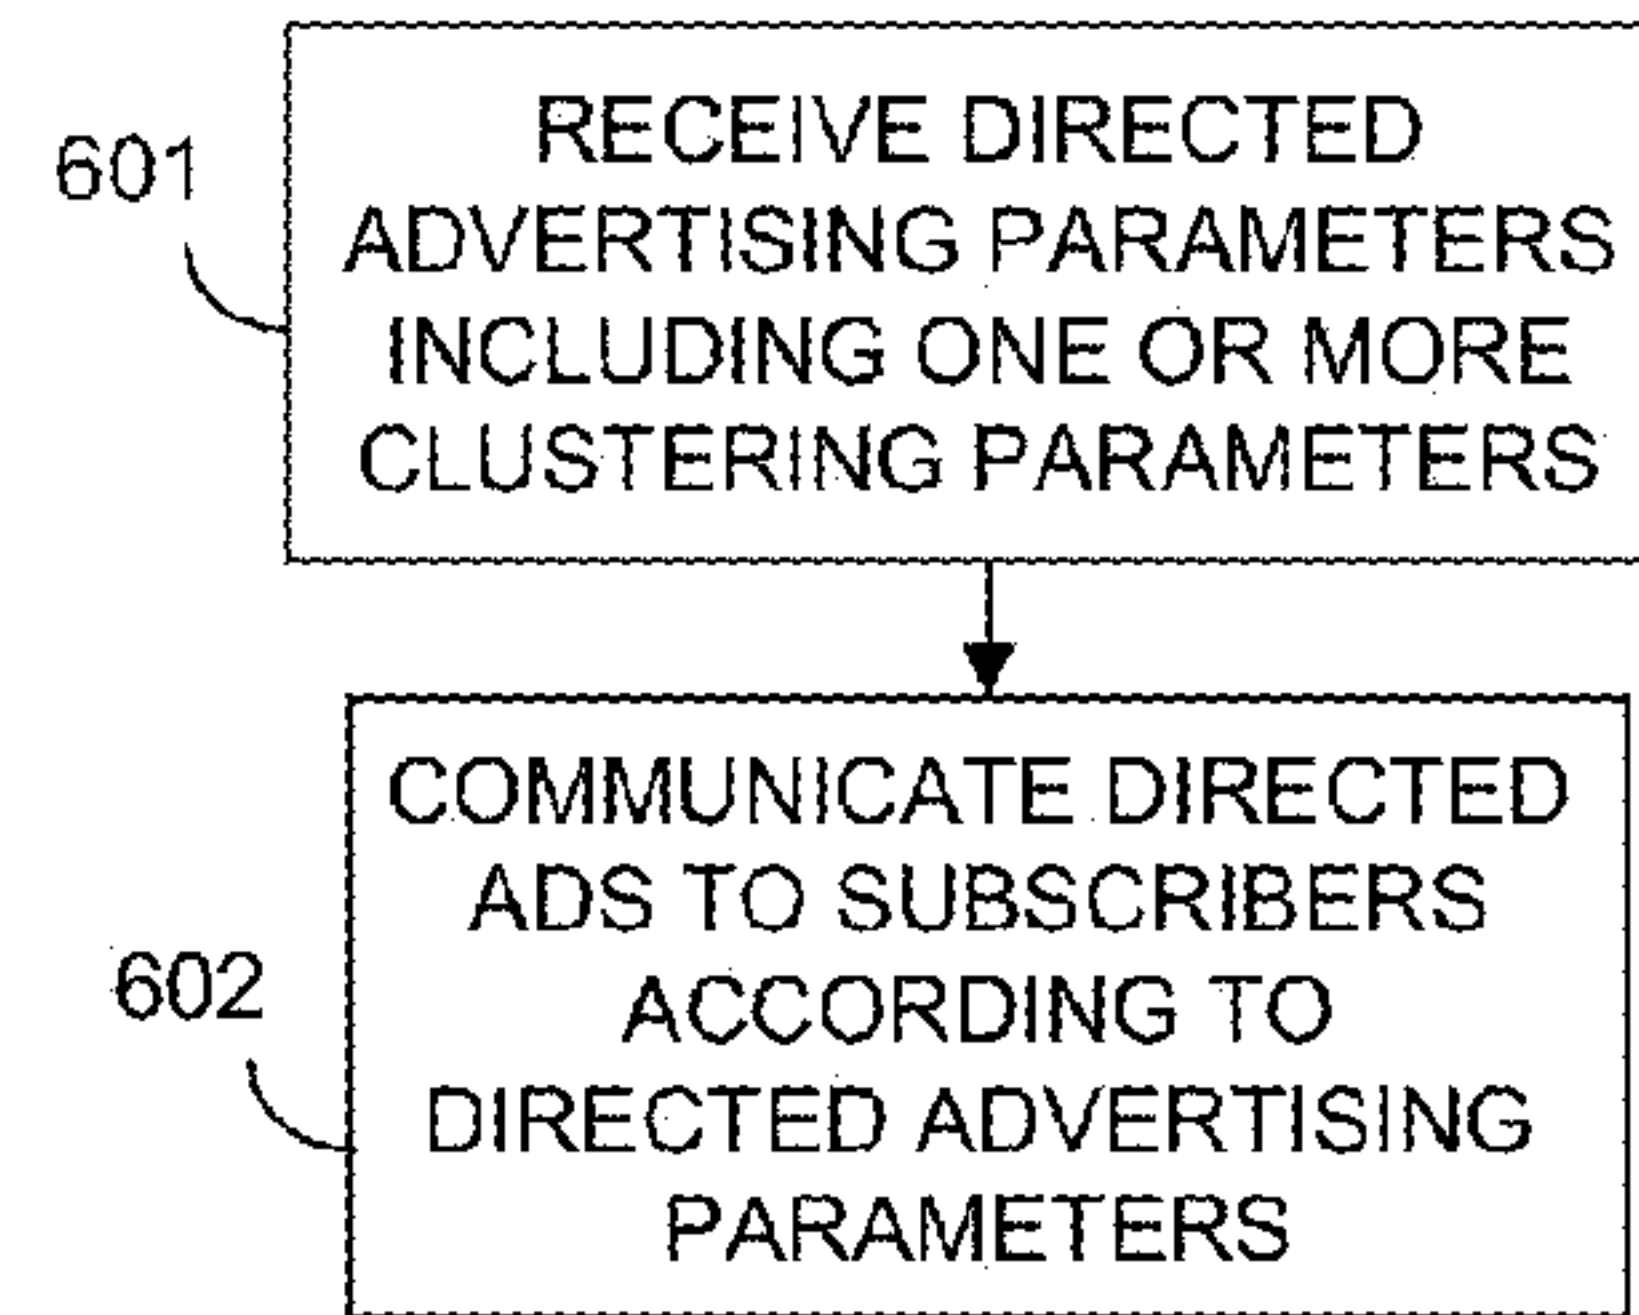 601
RECEIVE DIRECTED
ADVERTISING PARAMETERS
INCLUDING ONE OR MORE
CLUSTERING PARAMETERS
602
COMMUNICATE DIRECTED
ADS TO SUBSCRIBERS
ACCORDING TO
DIRECTED ADVERTISING
PARAMETERS